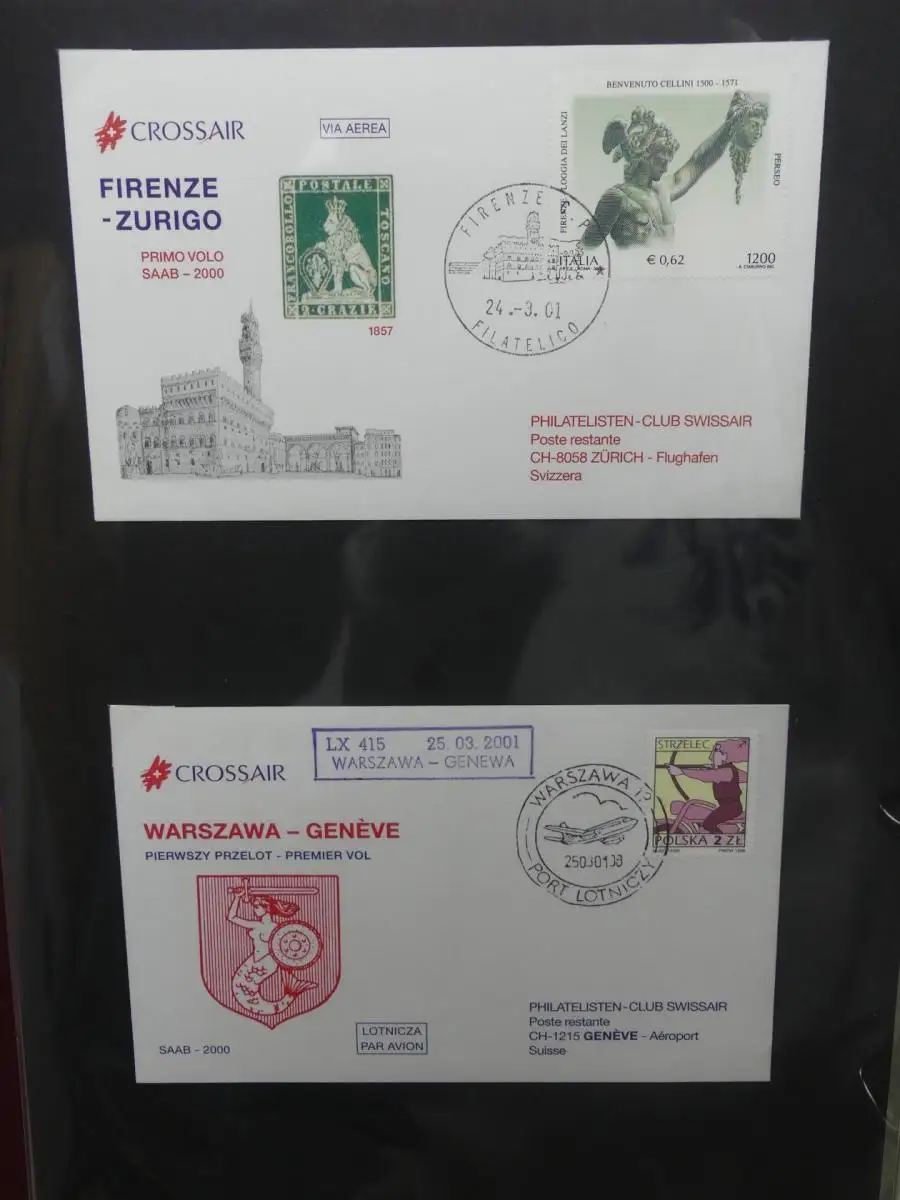 CROSSAIR
VIA AEREA
FIRENZE
-ZURIGO
PRIMO VOLO
SAAB – 2000
FRANCOBOLLO
POSTALE
TOSCANO
2·CRAZIE
1857
BENVENUTO CELLINI 1500 - 1571
LOGGIA DEI LANZI
PERSEO
ITALIA
€ 0,62
1200
FIRENZE
24.-3.01
FILATELICO
PHILATELISTEN-CLUB SWISSAIR
Poste restante
CH-8058 ZÜRICH - Flughafen
Svizzera
CROSSAIR
LX 415 25.03.2001
WARSZAWA – GENEWA
WARSZAWA – GENÈVE
PIERWSZY PRZELOT - PREMIER VOL
WARSZAWA 19
PORT LOTNICZY
STRZELEC
POLSKA 2 ZŁ
SAAB – 2000
LOTNICZA
PAR AVION
PHILATELISTEN-CLUB SWISSAIR
Poste restante
CH-1215 GENÈVE - Aéroport
Suisse